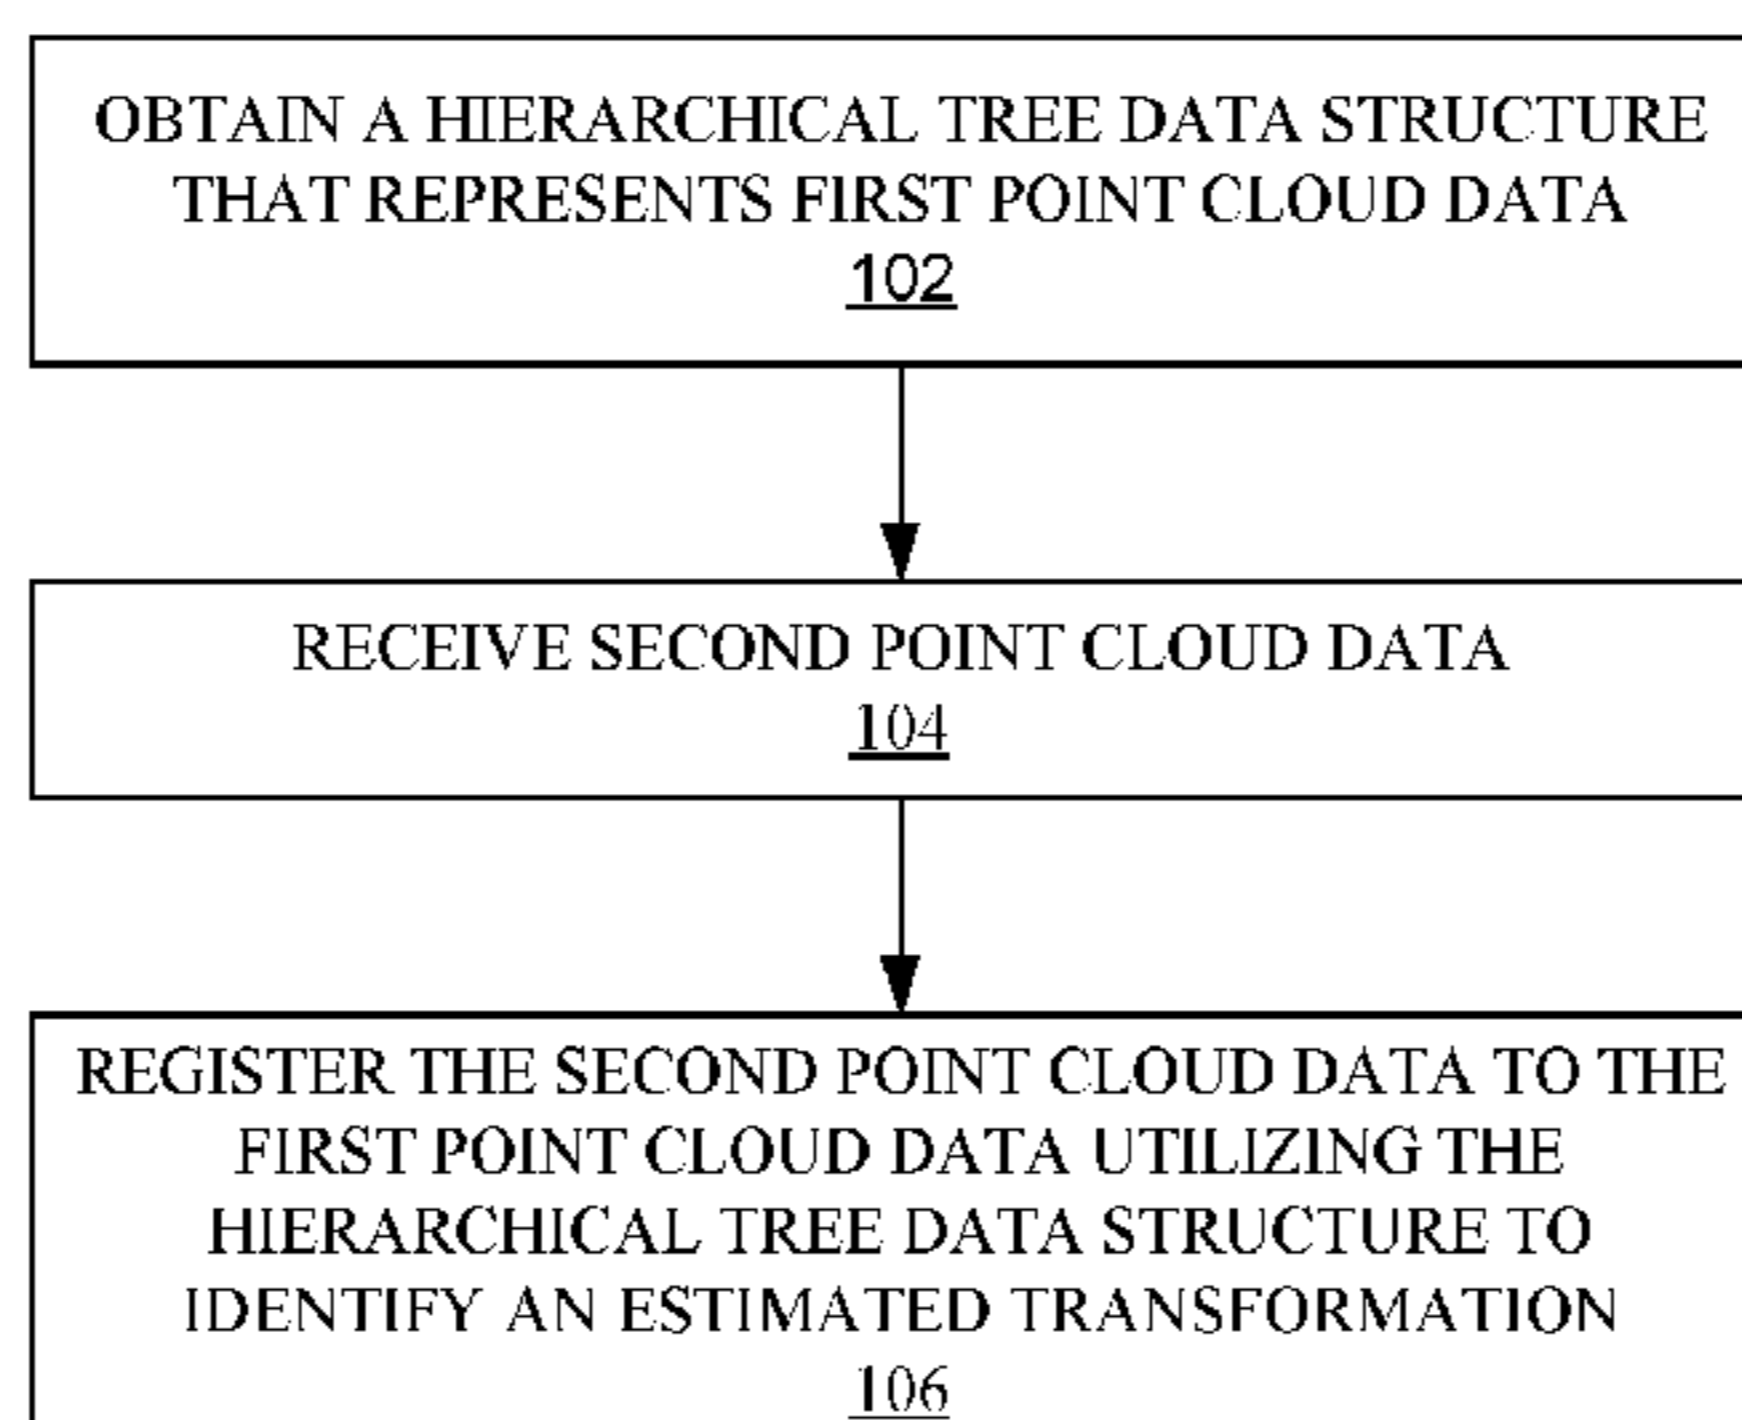 OBTAIN A HIERARCHICAL TREE DATA STRUCTURE
THAT REPRESENTS FIRST POINT CLOUD DATA
102
RECEIVE SECOND POINT CLOUD DATA
104
REGISTER THE SECOND POINT CLOUD DATA TO THE
FIRST POINT CLOUD DATA UTILIZING THE
HIERARCHICAL TREE DATA STRUCTURE TO
IDENTIFY AN ESTIMATED TRANSFORMATION
106